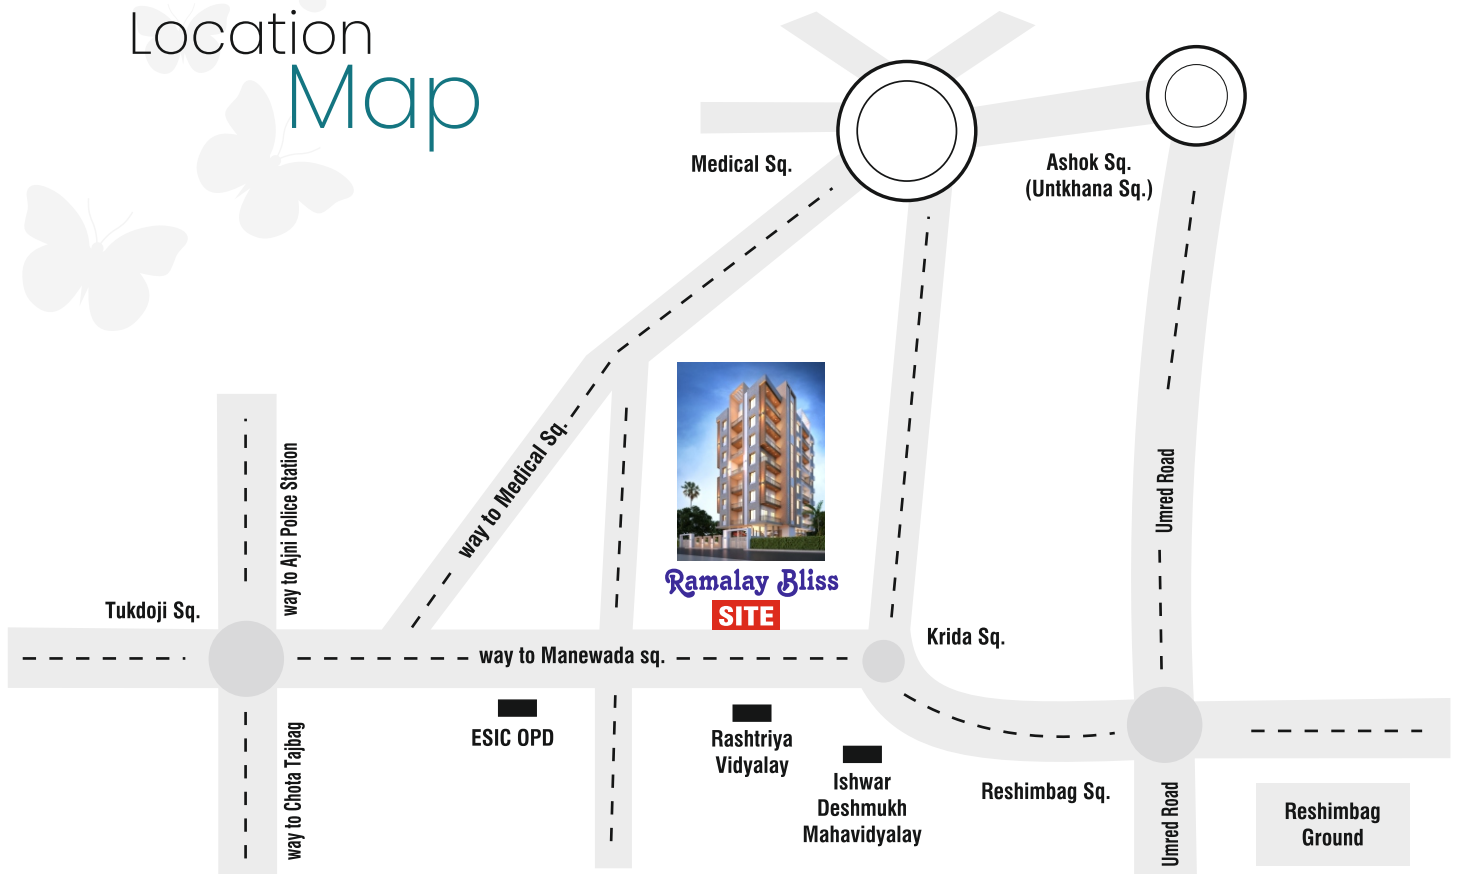 Location
Map
Medical Sq.
Ashok Sq.
(Untkhana Sq.)
way to Medical Sq.
way to Ajni Police Station
Umred Road
Ramalay Bliss
SITE
Tukdoji Sq.
way to Manewada sq.
Krida Sq.
ESIC OPD
Rashtriya
Vidyalay
Ishwar
Deshmukh
Mahavidyalay
way to Chota Tajbag
Reshimbag Sq.
Umred Road
Reshimbag
Ground